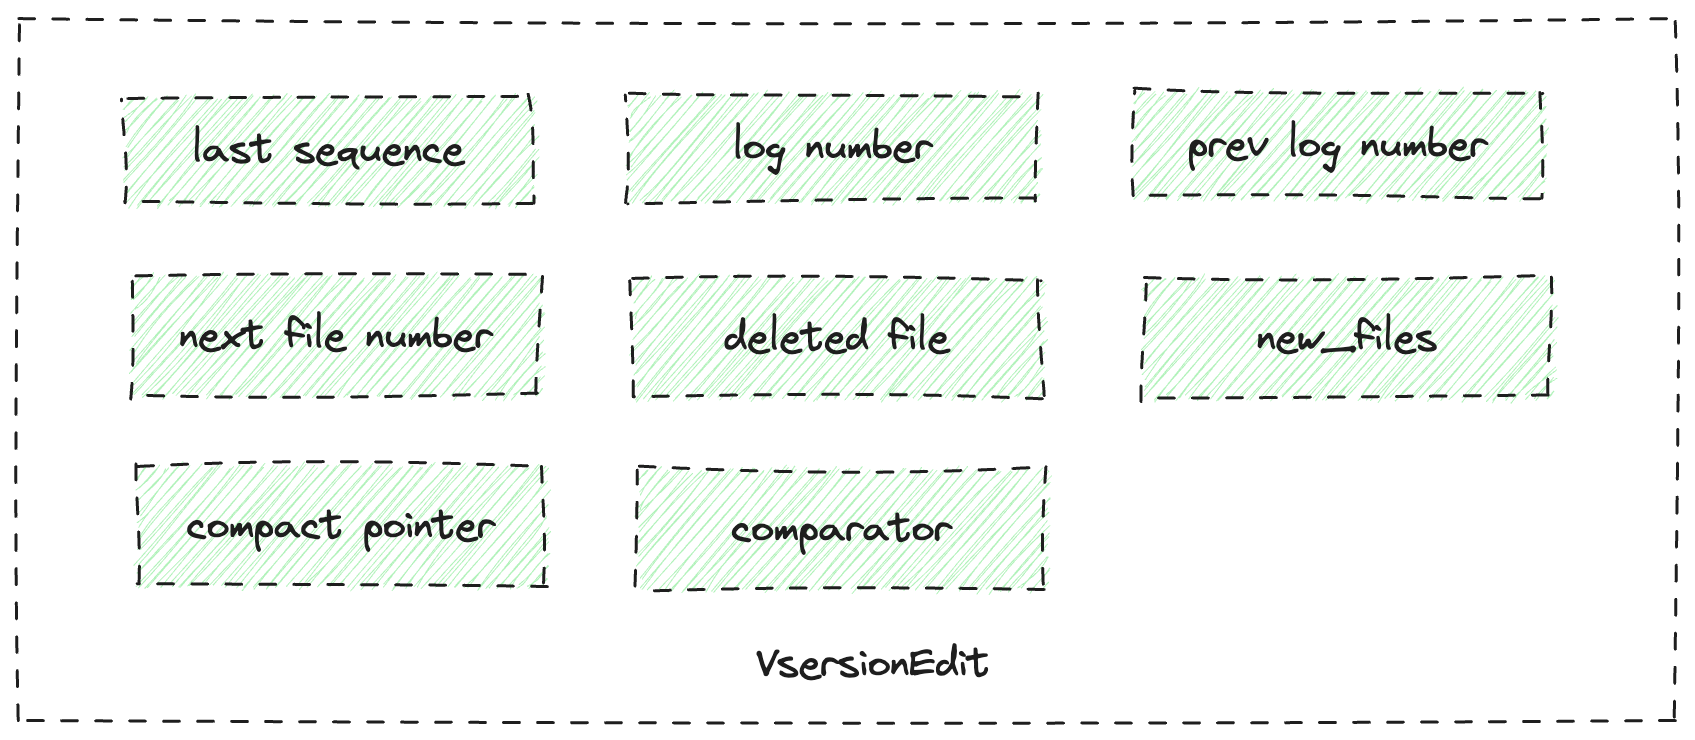 last sequence
log number
prev log number
next file number
deleted file
new_files
compact pointer
comparator
VsersionEdit